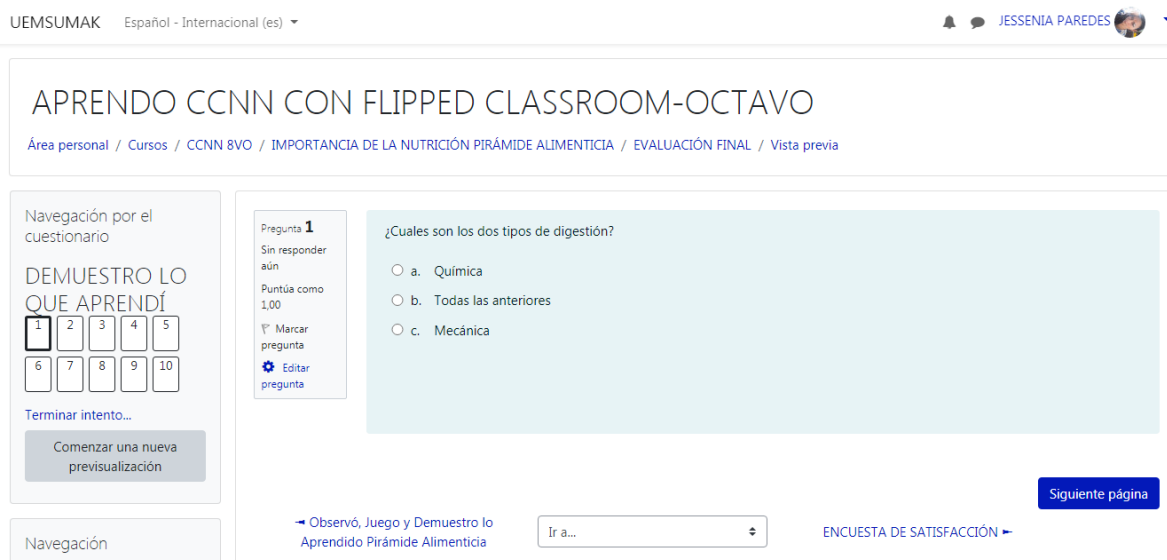 UEMSUMAK Español - Internacional (es) JESSENIA PAREDES
APRENDO CCNN CON FLIPPED CLASSROOM-OCTAVO
Área personal / Cursos / CCNN 8VO / IMPORTANCIA DE LA NUTRICIÓN PIRÁMIDE ALIMENTICIA / EVALUACIÓN FINAL / Vista previa
Navegación por el
cuestionario
DEMUESTRO LO
QUE APRENDÍ
1 2 3 4 5
6 7 8 9 10
Terminar intento...
Comenzar una nueva
previsualización
Navegación
Pregunta 1
Sin responder
aún
Puntúa como
1,00
Marcar
pregunta
Editar
pregunta
¿Cuales son los dos tipos de digestión?
a. Química
b. Todas las anteriores
c. Mecánica
Siguiente página
◄ Observó, Juego y Demuestro lo
Aprendido Pirámide Alimenticia
Ir a...
ENCUESTA DE SATISFACCIÓN ►